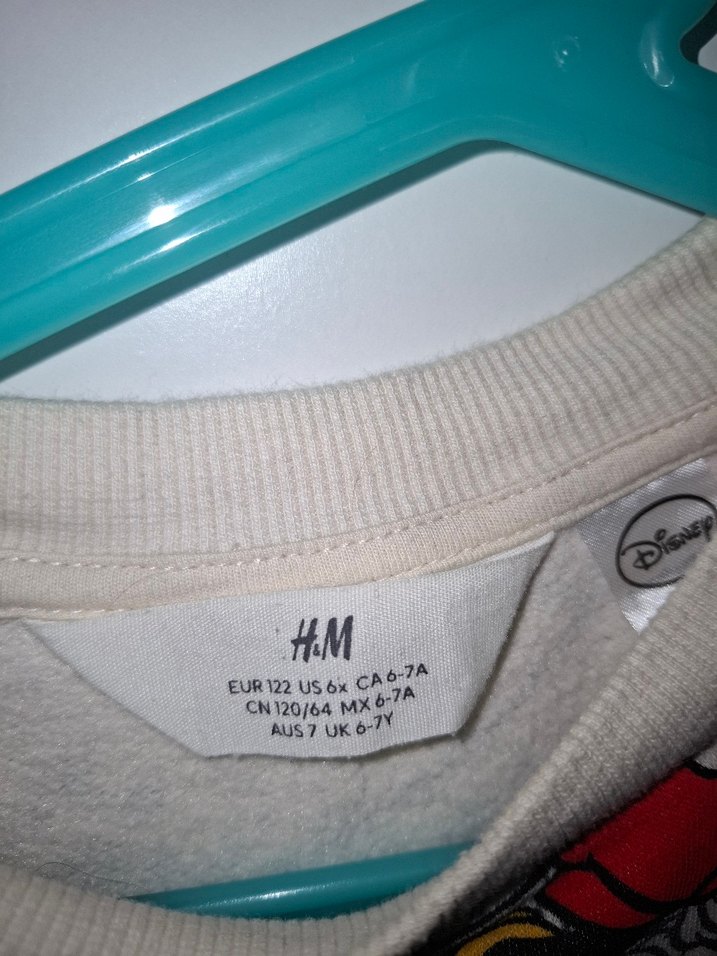 Disney
H&M
EUR 122 US 6x CA 6-7A
CN 120/64 MX 6-7A
AUS 7 UK 6-7Y